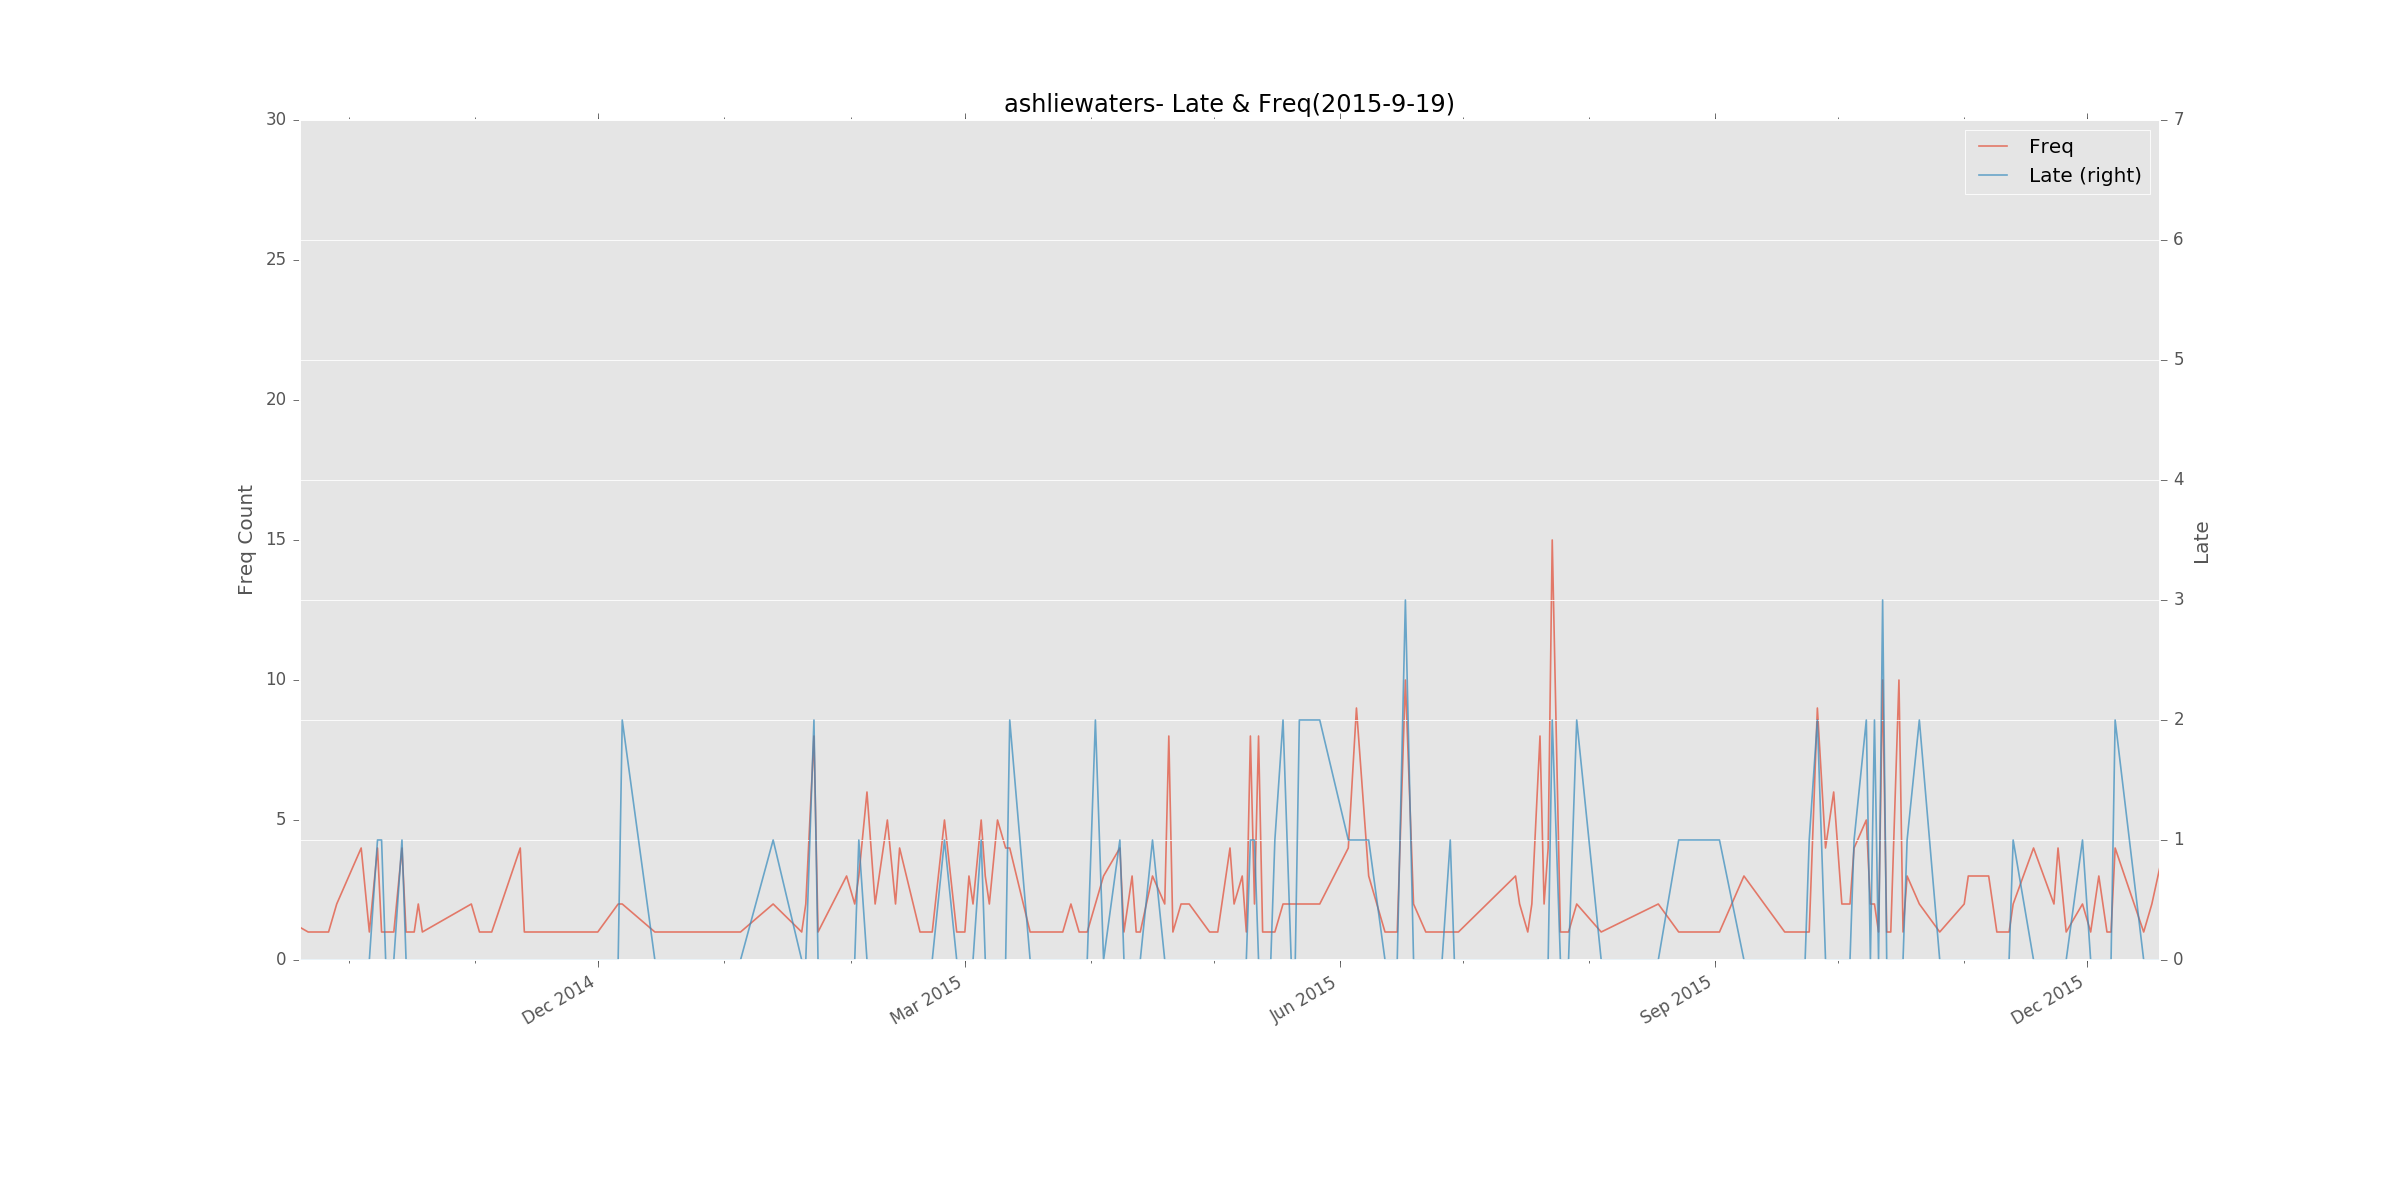 ashliewaters- Late & Freq(2015-9-19)
30
25
20
15
10
5
0
Freq Count
7
6
5
4
3
2
1
0
Late
Freq
Late (right)
Dec 2014
Mar 2015
Jun 2015
Sep 2015
Dec 2015